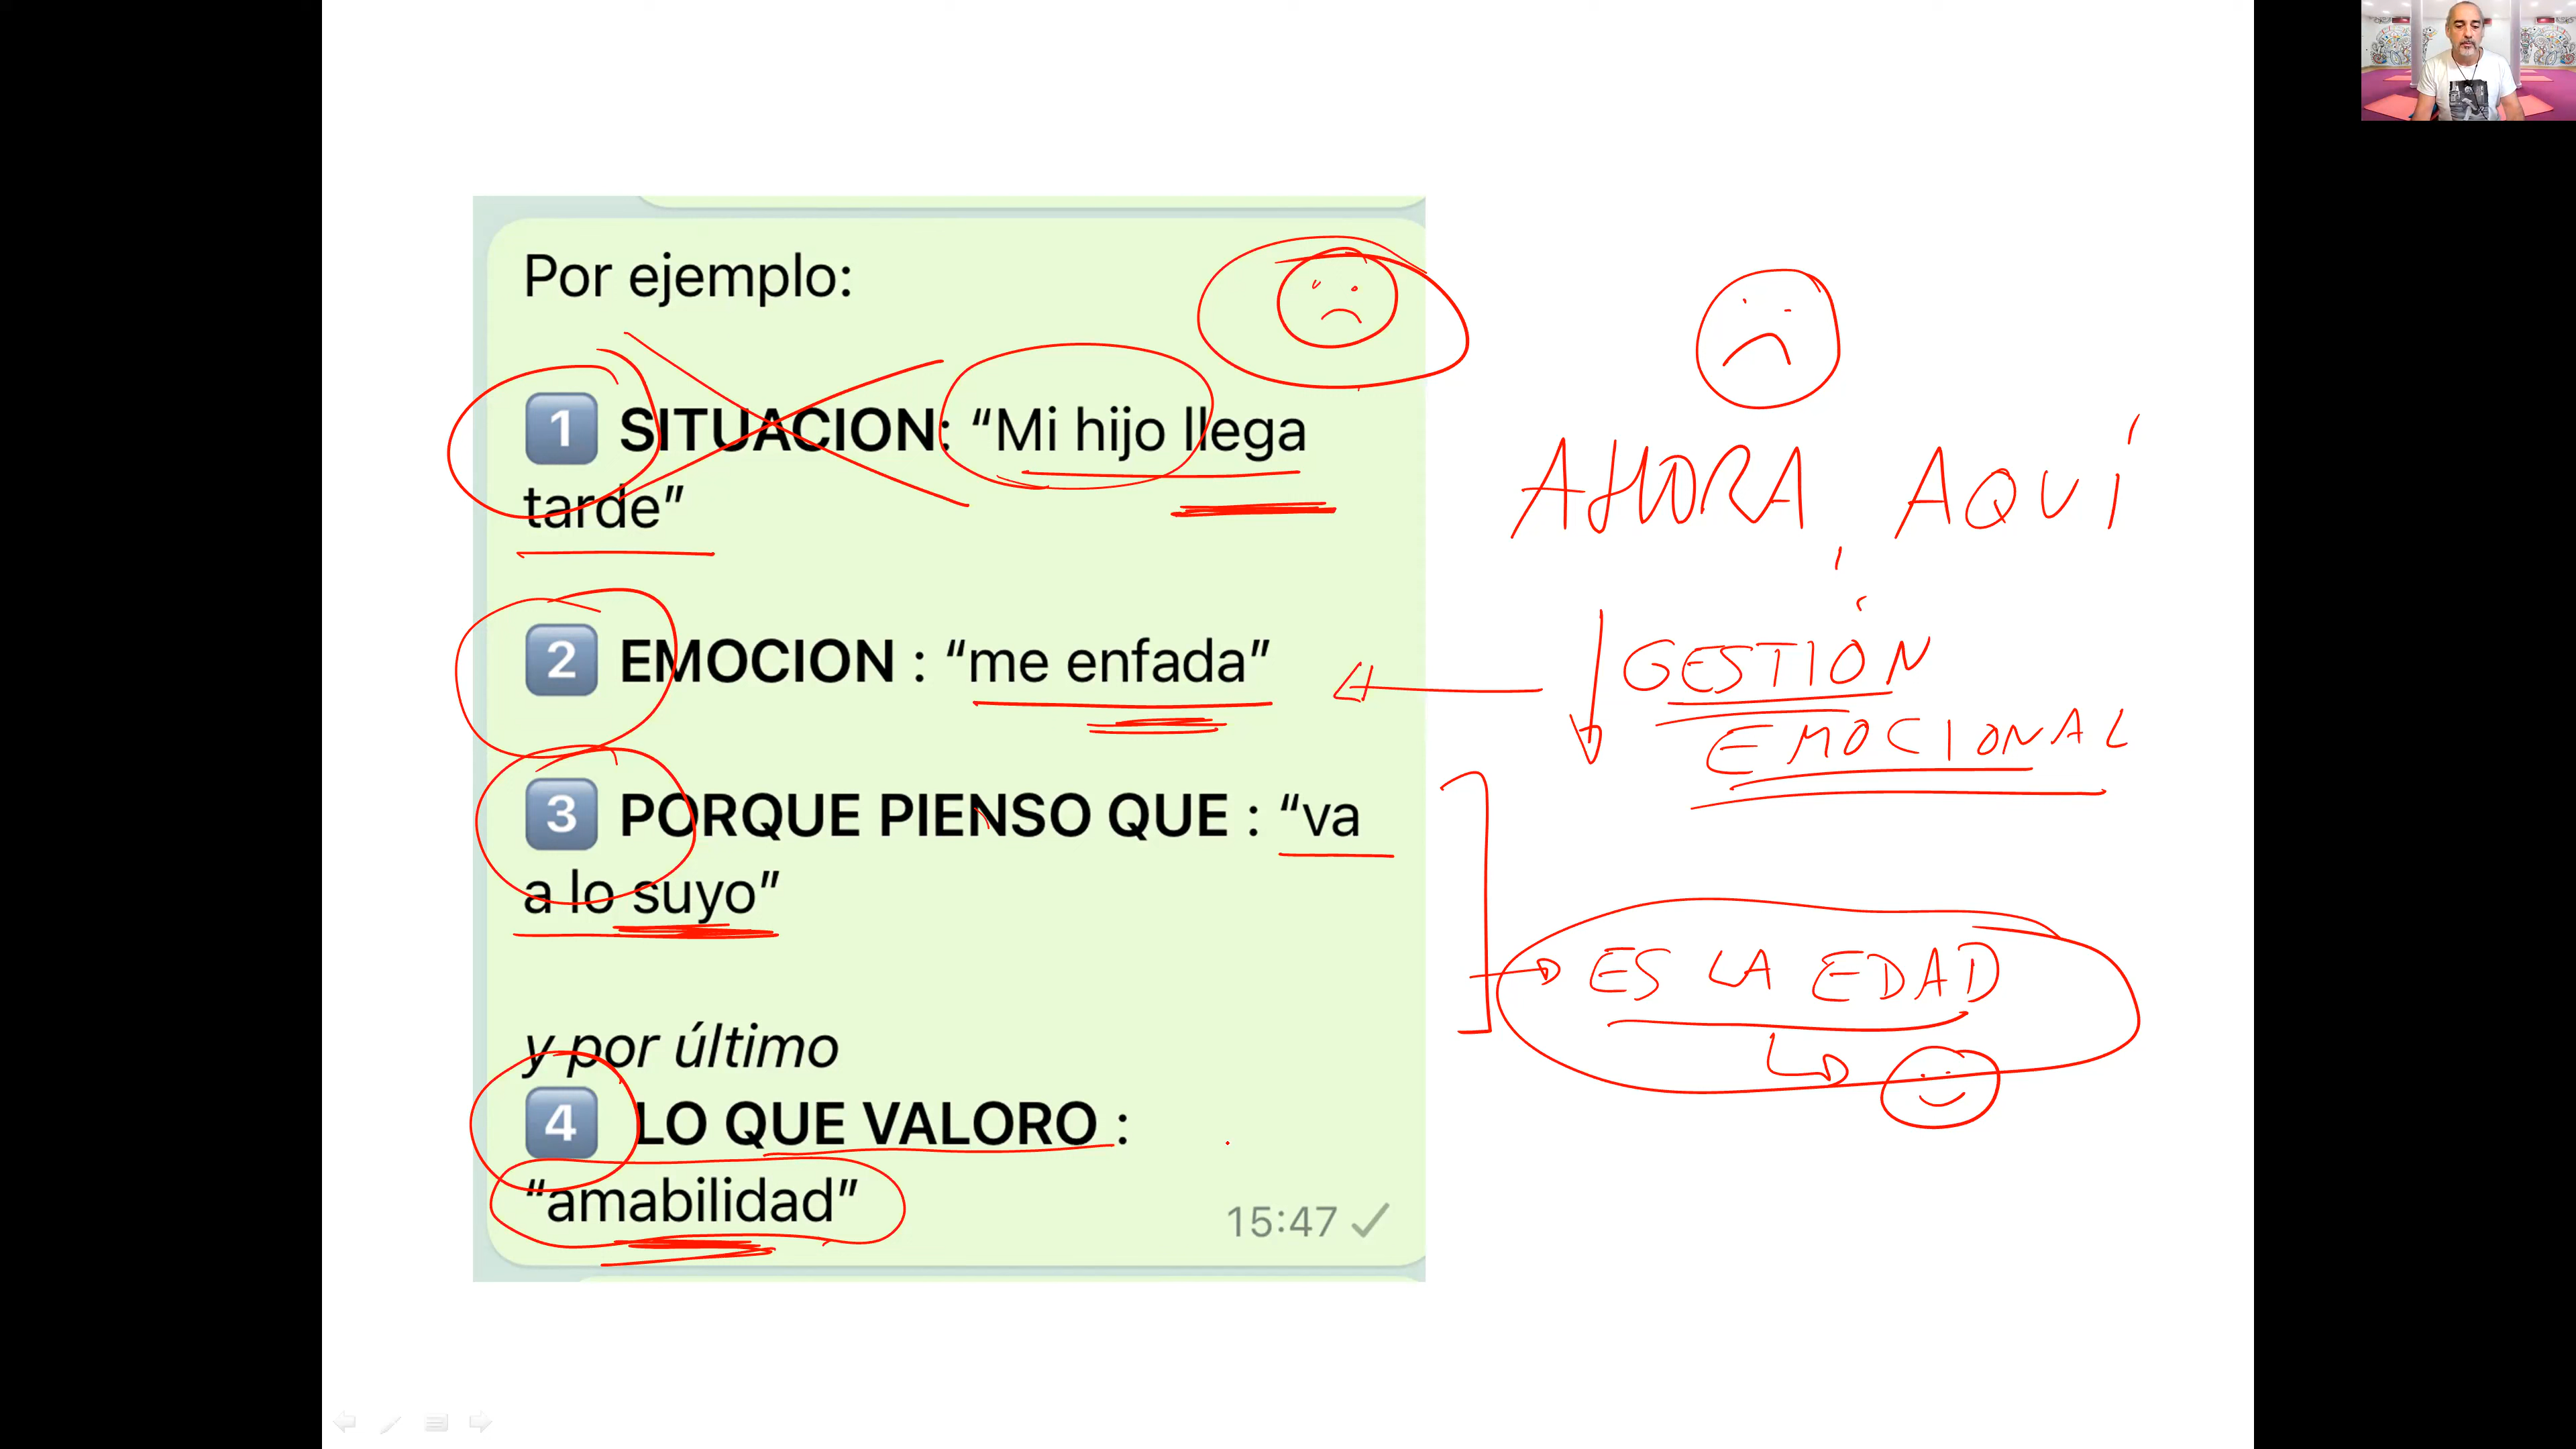 Por ejemplo:
1 SITUACION: “Mi hijo llega
tarde”
2 EMOCION : “me enfada”
3 PORQUE PIENSO QUE : “va
a lo suyo”
y por último
4 LO QUE VALORO :
“amabilidad”
15:47
AHORA AQUÍ
GESTIÓN
EMOCIONAL
ES LA EDAD